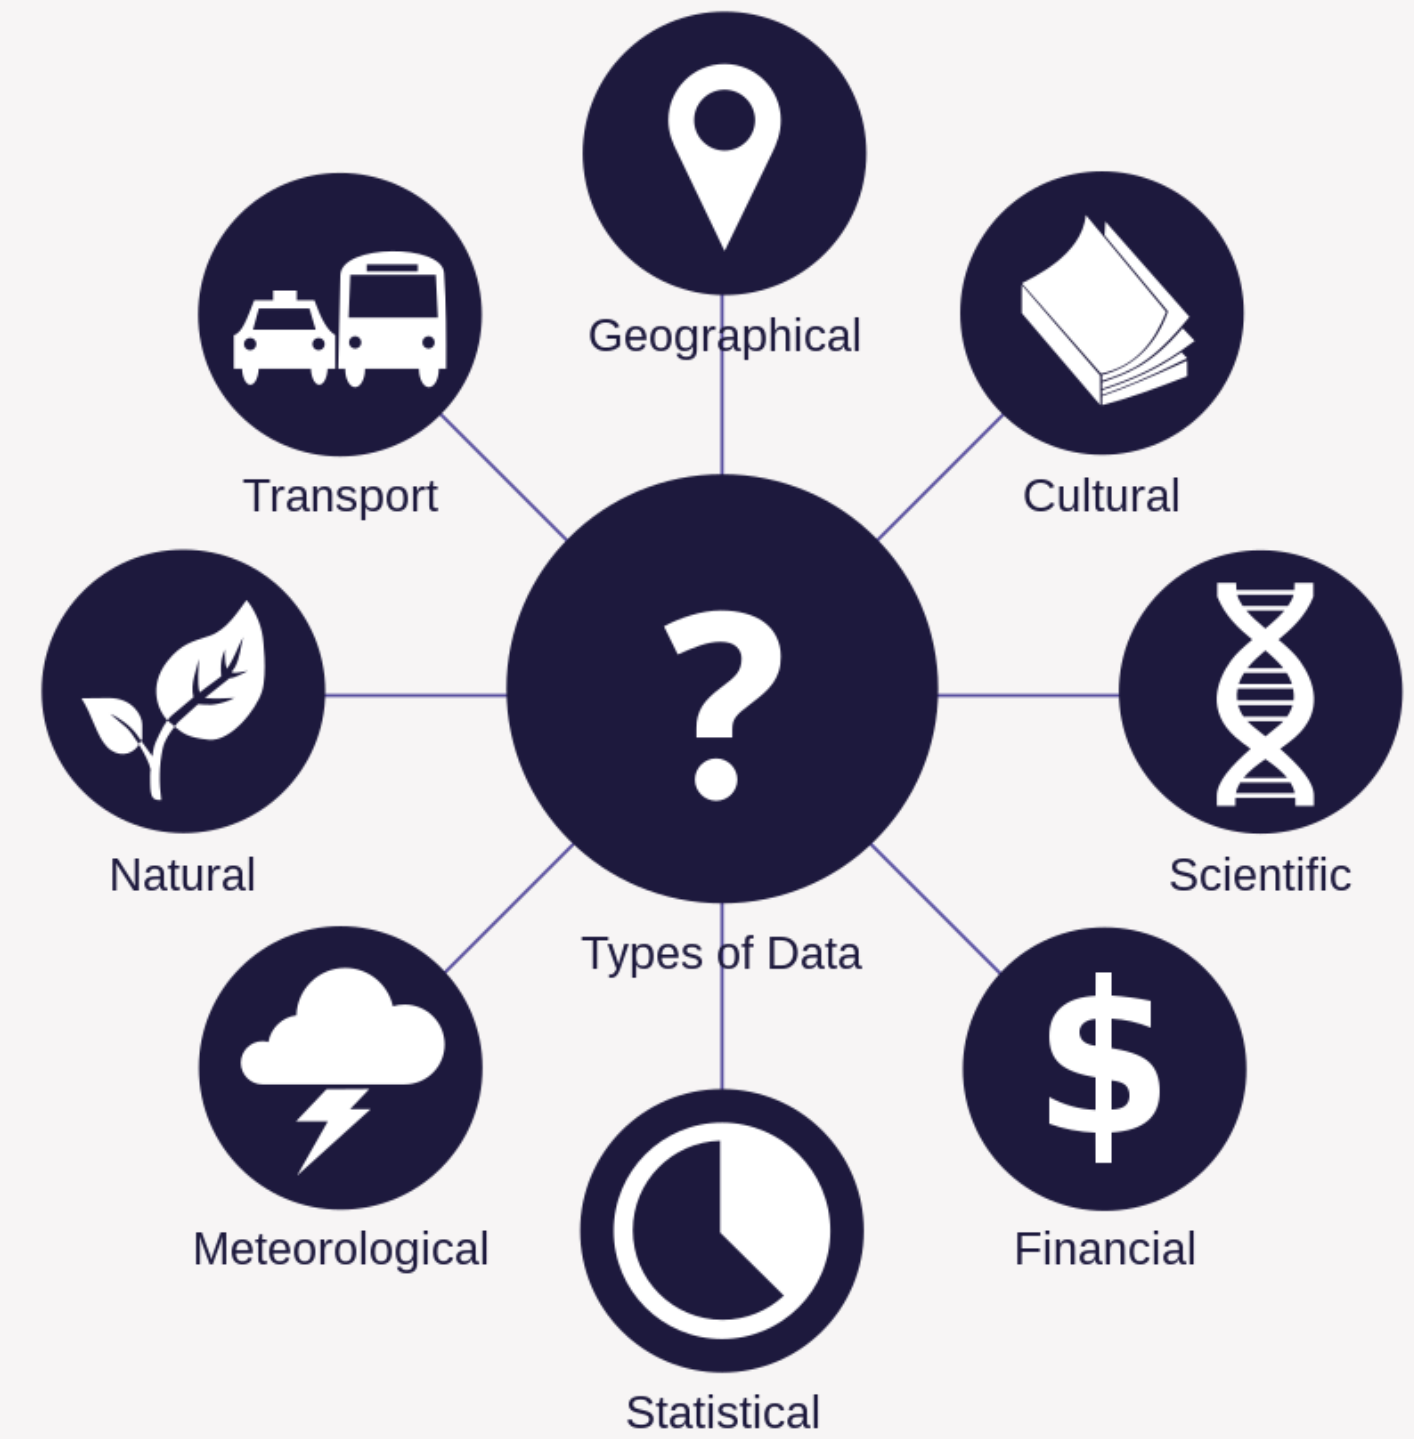 Geographical
Transport
Cultural
?
Natural
Scientific
Types of Data
$
Meteorological
Financial
Statistical